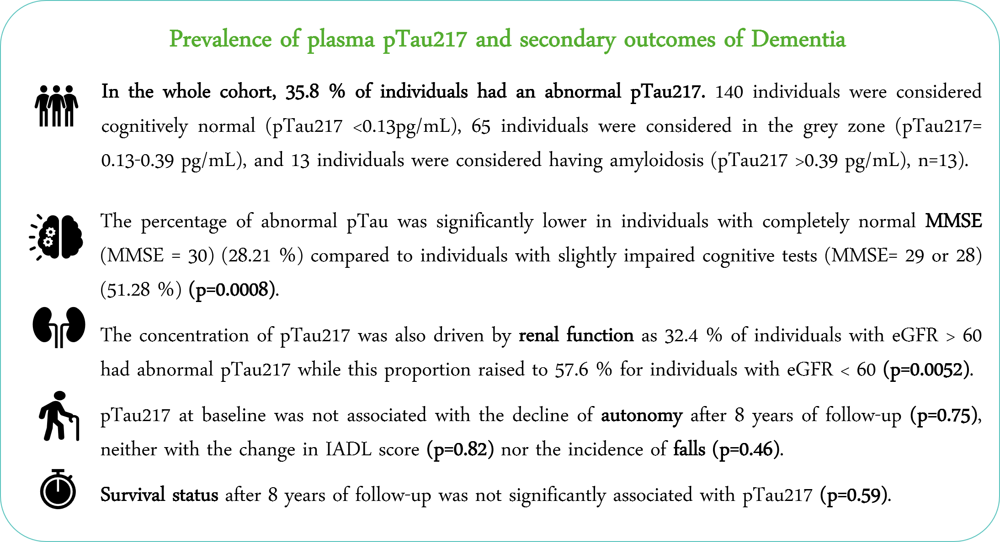 Prevalence of plasma pTau217 and secondary outcomes of Dementia
In the whole cohort, 35.8 % of individuals had an abnormal pTau217. 140 individuals were considered
cognitively normal (pTau217 <0.13pg/mL), 65 individuals were considered in the grey zone (pTau217=
0.13-0.39 pg/mL), and 13 individuals were considered having amyloidosis (pTau217 >0.39 pg/mL), n=13).
The percentage of abnormal pTau was significantly lower in individuals with completely normal MMSE
(MMSE = 30) (28.21 %) compared to individuals with slightly impaired cognitive tests (MMSE= 29 or 28)
(51.28 %) (p=0.0008).
The concentration of pTau217 was also driven by renal function as 32.4 % of individuals with eGFR > 60
had abnormal pTau217 while this proportion raised to 57.6 % for individuals with eGFR < 60 (p=0.0052).
pTau217 at baseline was not associated with the decline of autonomy after 8 years of follow-up (p=0.75),
neither with the change in IADL score (p=0.82) nor the incidence of falls (p=0.46).
Survival status after 8 years of follow-up was not significantly associated with pTau217 (p=0.59).